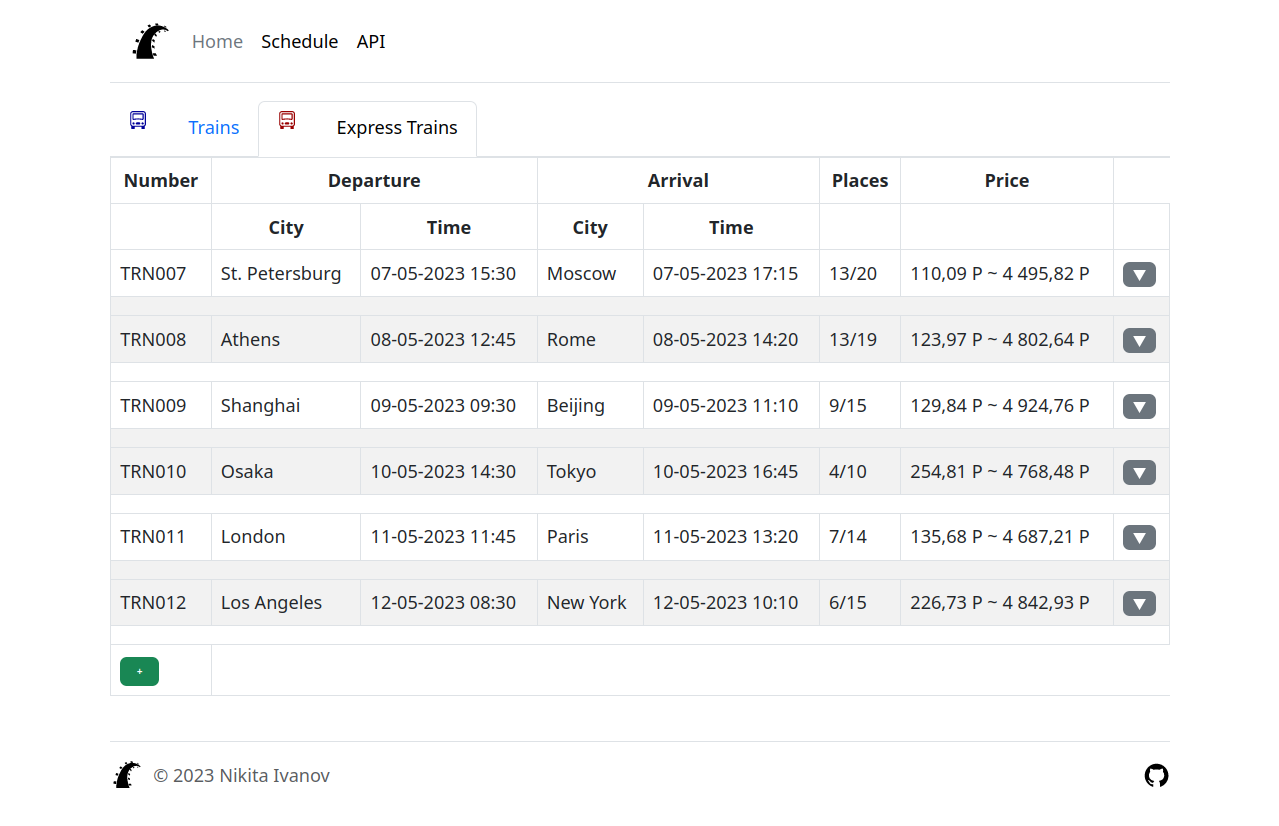 Home Schedule API
Trains Express Trains
Number Departure Arrival Places Price
City Time City Time
TRN007 St. Petersburg 07-05-2023 15:30 Moscow 07-05-2023 17:15 13/20 110,09 P ~ 4 495,82 P ▼
TRN008 Athens 08-05-2023 12:45 Rome 08-05-2023 14:20 13/19 123,97 P ~ 4 802,64 P ▼
TRN009 Shanghai 09-05-2023 09:30 Beijing 09-05-2023 11:10 9/15 129,84 P ~ 4 924,76 P ▼
TRN010 Osaka 10-05-2023 14:30 Tokyo 10-05-2023 16:45 4/10 254,81 P ~ 4 768,48 P ▼
TRN011 London 11-05-2023 11:45 Paris 11-05-2023 13:20 7/14 135,68 P ~ 4 687,21 P ▼
TRN012 Los Angeles 12-05-2023 08:30 New York 12-05-2023 10:10 6/15 226,73 P ~ 4 842,93 P ▼
+
© 2023 Nikita Ivanov